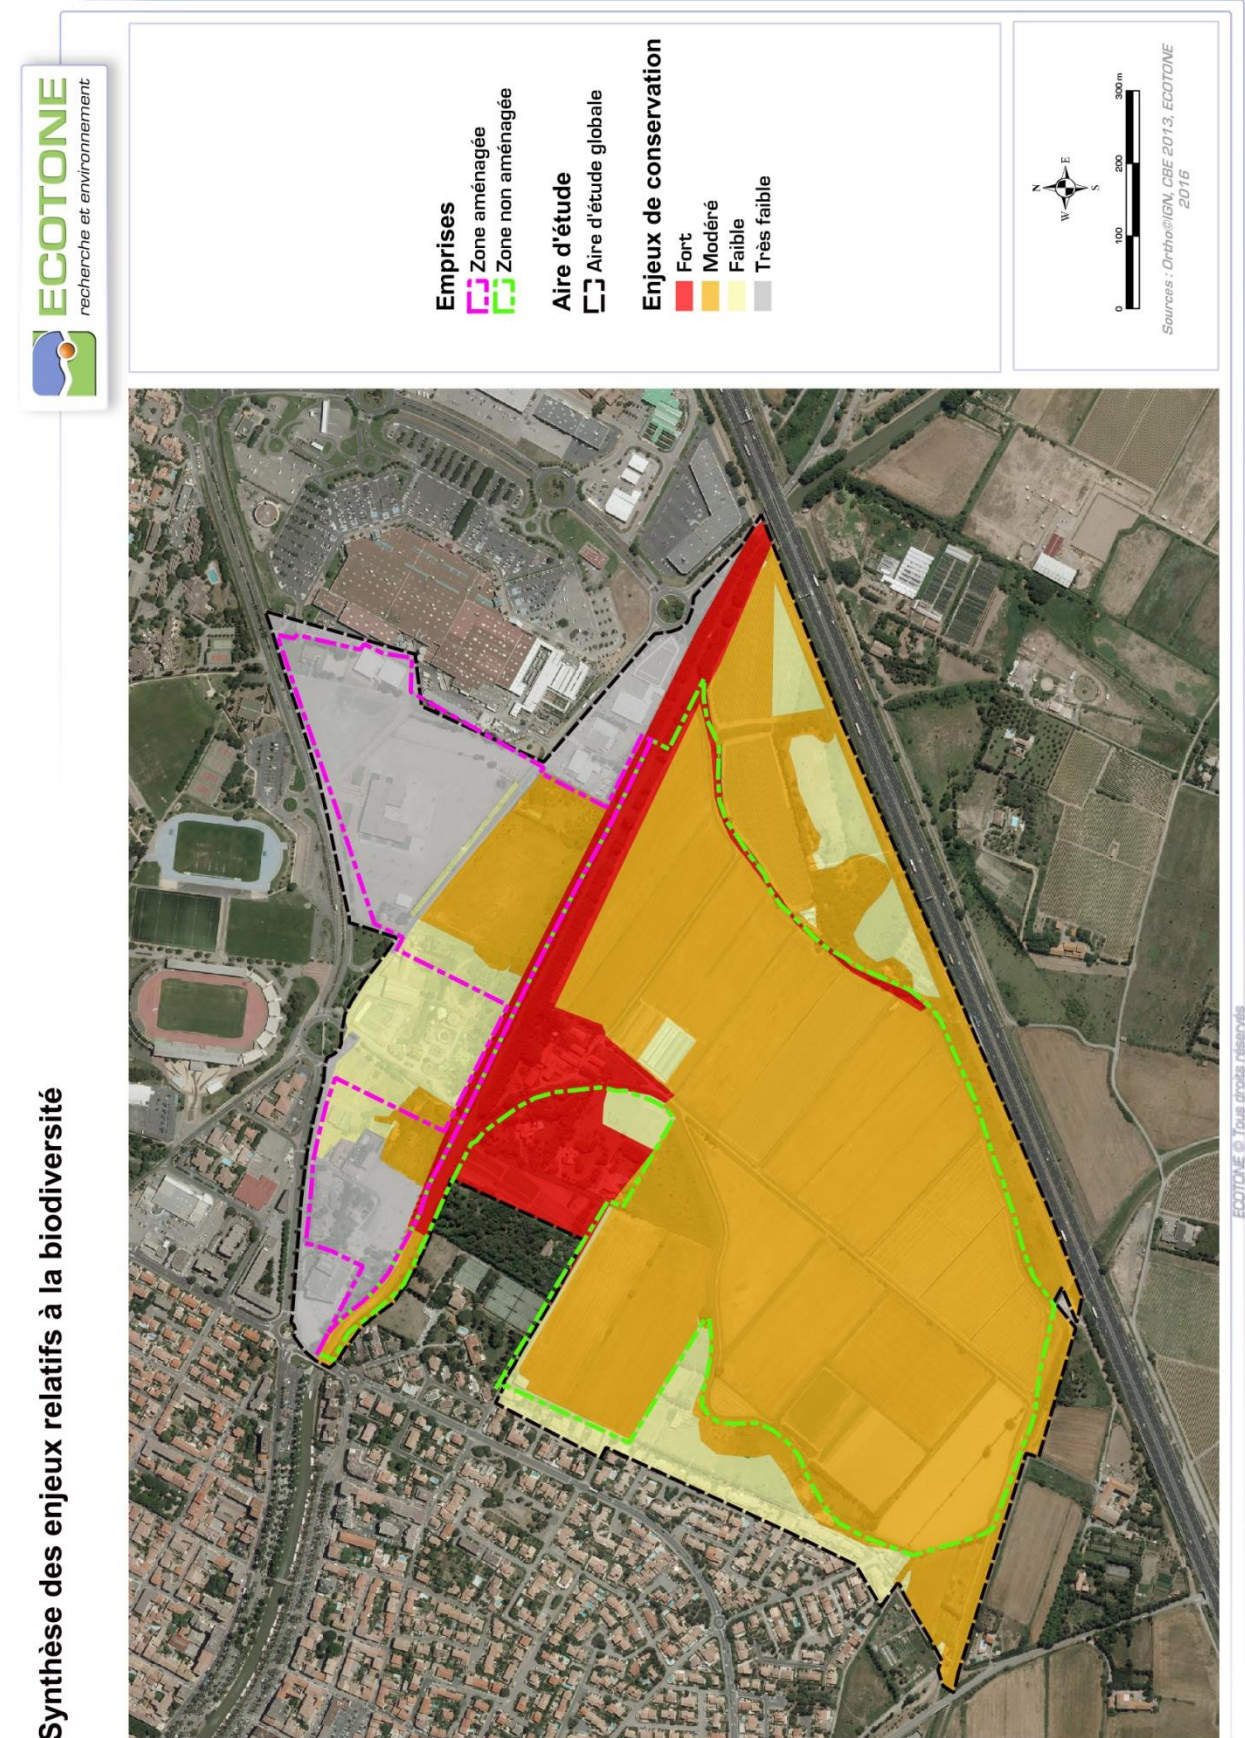 Synthèse des enjeux relatifs à la biodiversité
ECOTONE
recherche et environnement
Emprises
Zone aménagée
Zone non aménagée
Aire d'étude
Aire d'étude globale
Enjeux de conservation
Fort
Modéré
Faible
Très faible
N
W E
S
0 100 200 300 m
Sources : Ortho©IGN, CBE 2013, ECOTONE
2016
ECOTONE © Tous droits réservés